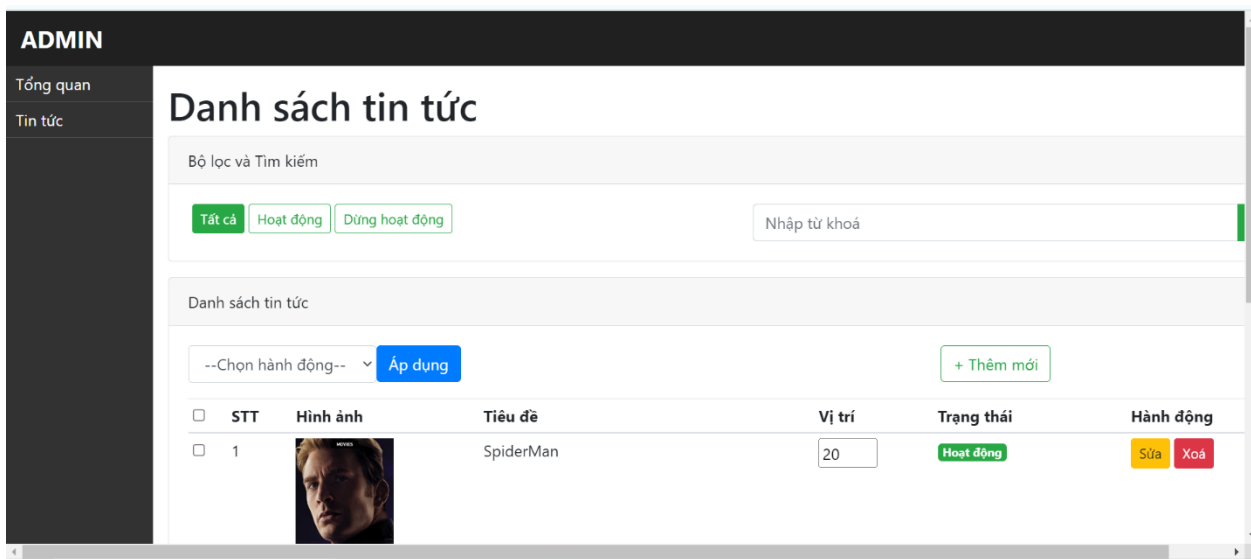 ADMIN
Tổng quan
Tin tức
Danh sách tin tức
Bộ lọc và Tìm kiếm
Tất cả Hoạt động Dừng hoạt động Nhập từ khoá
Danh sách tin tức
--Chọn hành động-- Áp dụng + Thêm mới
STT Hình ảnh Tiêu đề Vị trí Trạng thái Hành động
1 MOVIES SpiderMan 20 Hoạt động Sửa Xoá